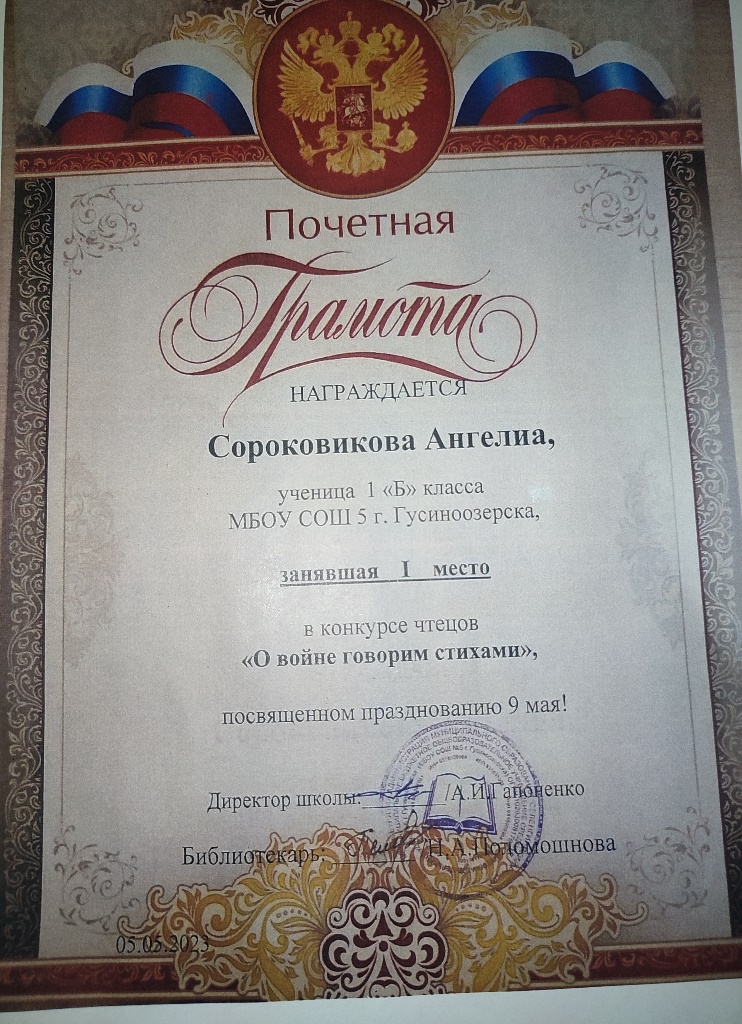 Почетная
Грамота
НАГРАЖДАЕТСЯ
Сороковикова Ангелиа,
ученица 1 «Б» класса
МБОУ СОШ 5 г. Гусиноозерска,
занявшая I место
в конкурсе чтецов
«О войне говорим стихами»,
посвященном празднованию 9 мая!
Директор школы: /А.И.Гапоненко
Библиотекарь: /Н.А.Подомошнова
05.05.2023